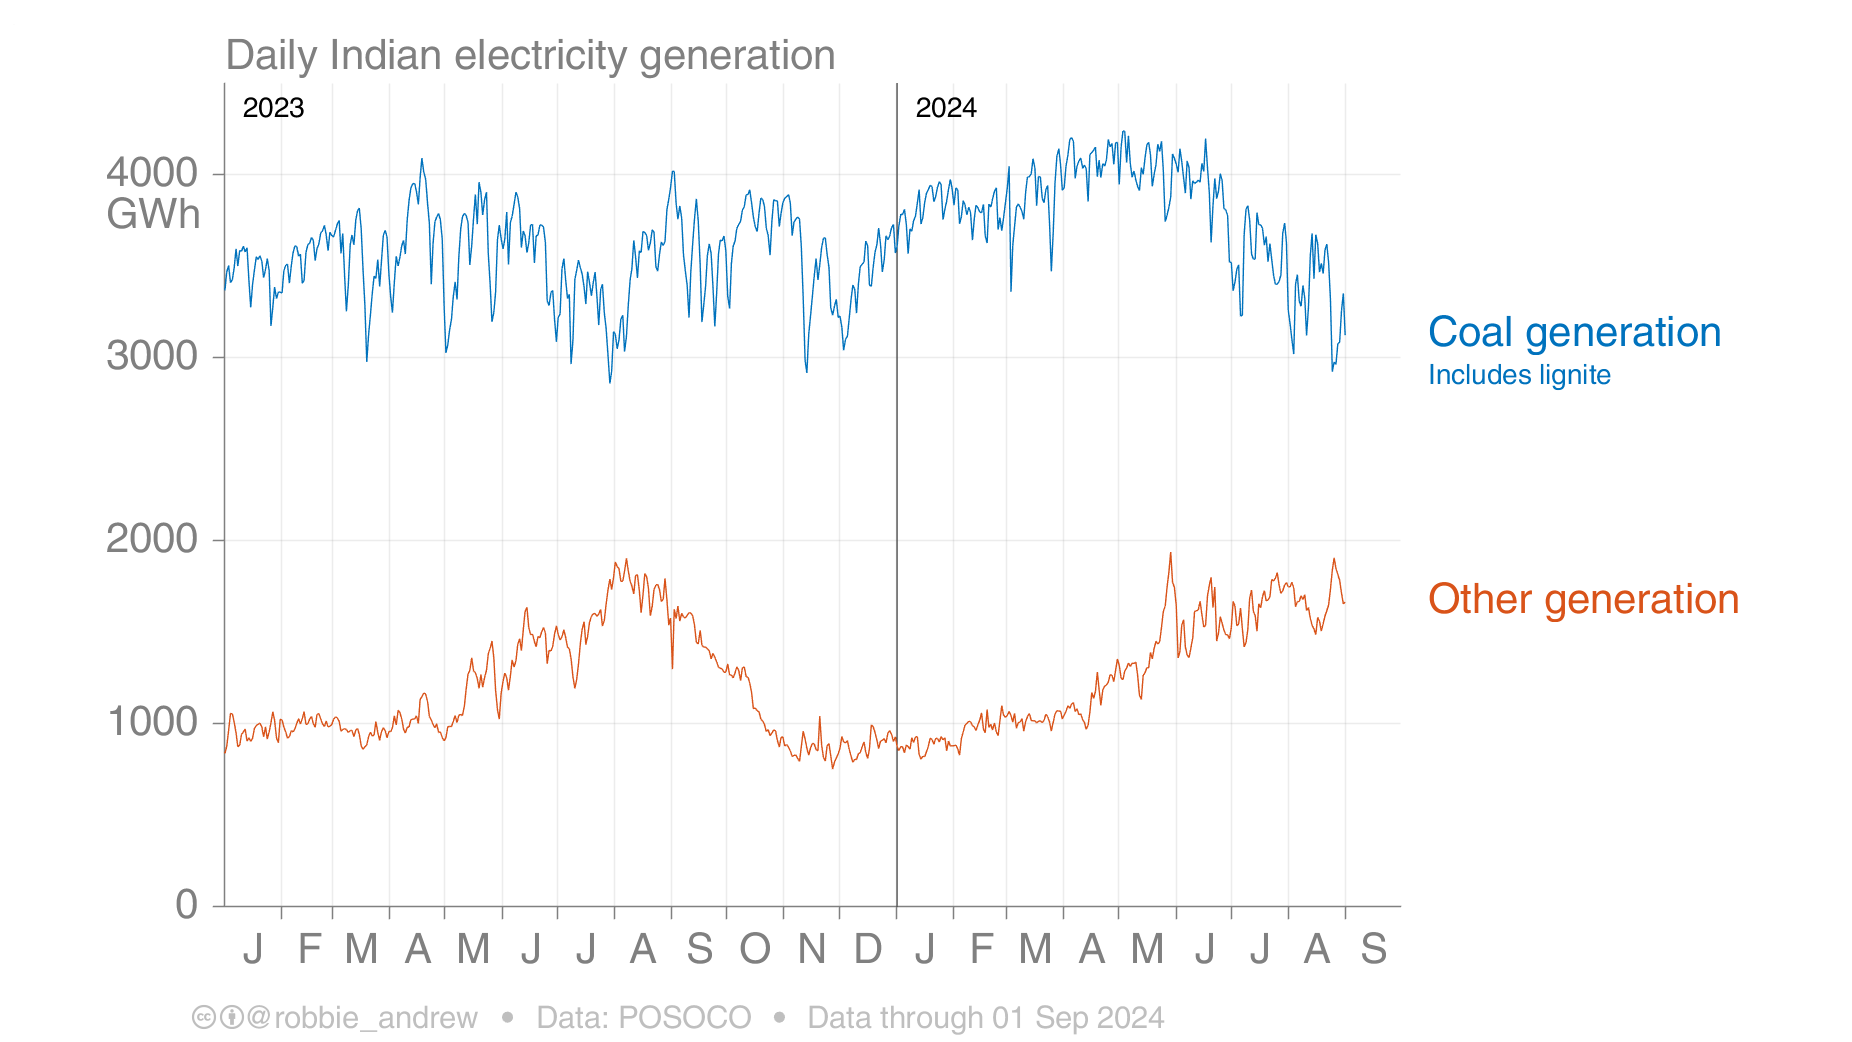 Daily Indian electricity generation
2023
2024
4000
GWh
3000
2000
1000
0
Coal generation
Includes lignite
Other generation
J F M A M J J A S O N D J F M A M J J A S
cc @robbie_andrew • Data: POSOCO • Data through 01 Sep 2024